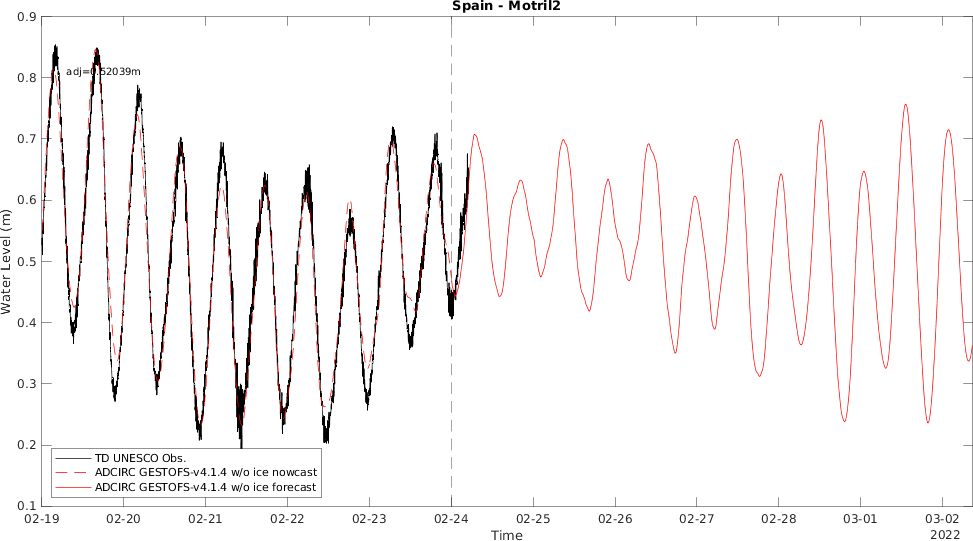 Spain - Motril2
0.9
0.8
0.7
0.6
0.5
0.4
0.3
0.2
0.1
Water Level (m)
adj=0.52039m
TD UNESCO Obs.
ADCIRC GESTOFS-v4.1.4 w/o ice nowcast
ADCIRC GESTOFS-v4.1.4 w/o ice forecast
02-19 02-20 02-21 02-22 02-23 02-24 02-25 02-26 02-27 02-28 03-01 03-02
Time
2022